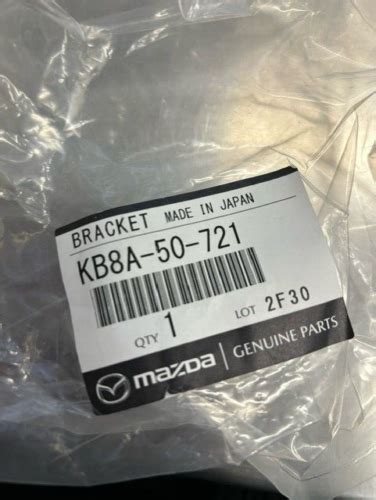 BRACKET MADE IN JAPAN
KB8A-50-721
QTY 1 LOT 2F30
mazda GENUINE PARTS